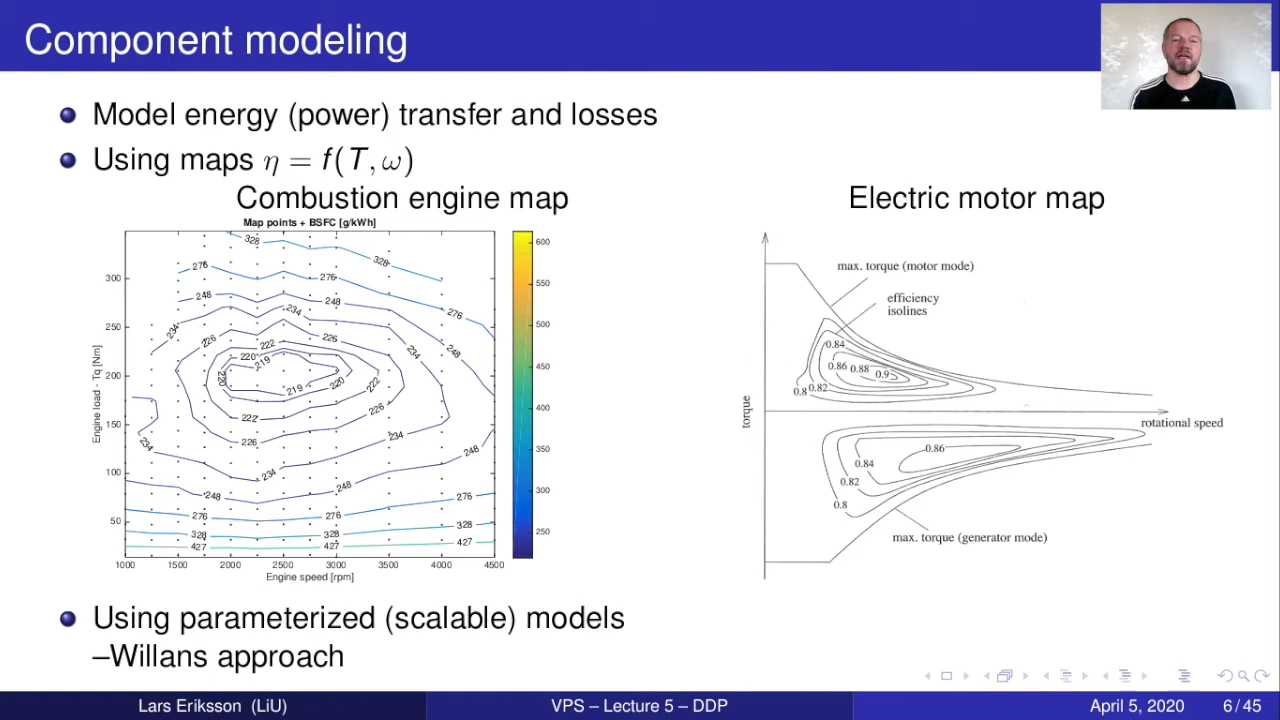 Component modeling
Model energy (power) transfer and losses
Using maps η = f(T, ω)
Combustion engine map
Electric motor map
Map points + BSFC [g/kWh]
328
328
276
276
276
248
248
248
234
234
234
226
226
222
220
219
220
219
220
222
222
226
226
234
234
234
248
248
248
276
276
328
328
427
427
300
250
200
150
100
50
Engine load - Tq [Nm]
1000 1500 2000 2500 3000 3500 4000 4500
Engine speed [rpm]
600
550
500
450
400
350
300
250
max. torque (motor mode)
efficiency
isolines
0.84
0.86 0.88 0.9
0.8 0.82
torque
rotational speed
0.86
0.84
0.82
0.8
max. torque (generator mode)
Using parameterized (scalable) models
–Willans approach
Lars Eriksson (LiU) VPS – Lecture 5 – DDP April 5, 2020 6 / 45